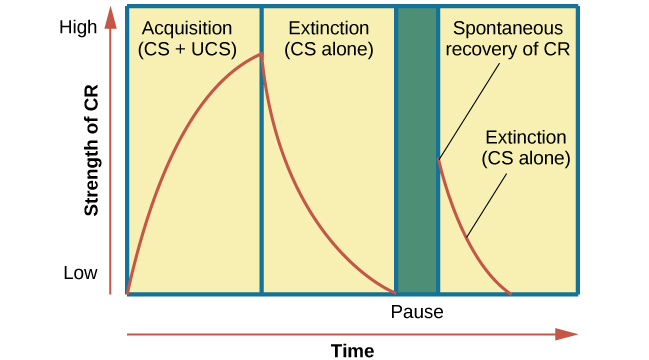 High
Acquisition
(CS + UCS)
Extinction
(CS alone)
Spontaneous
recovery of CR
Extinction
(CS alone)
Strength of CR
Low
Pause
Time